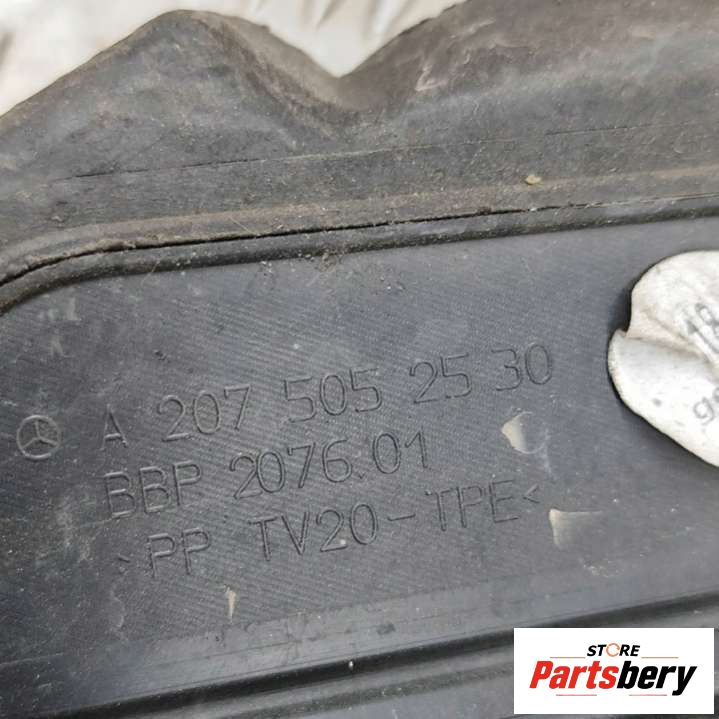 A 207 505 25 30
BBP 2076.01
>PP TV20-TPE<
STORE
Partsbery